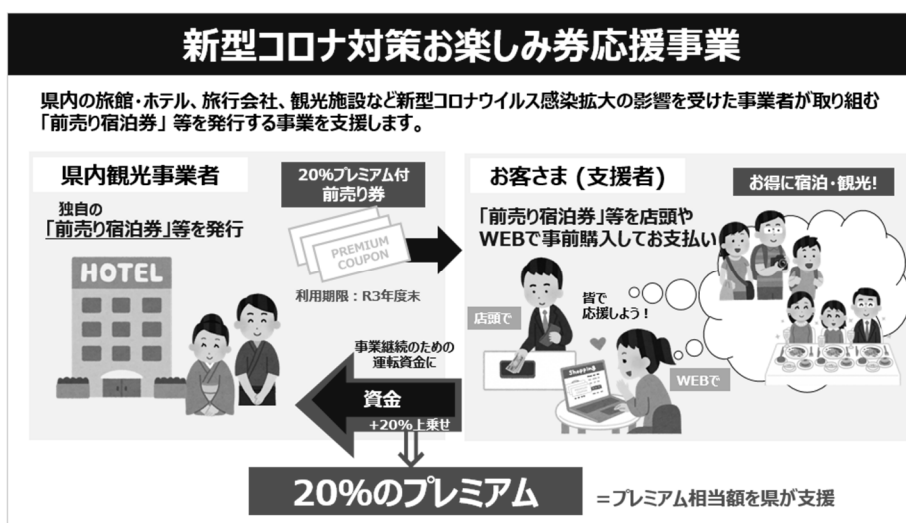 新型コロナ対策お楽しみ券応援事業
県内の旅館・ホテル、旅行会社、観光施設など新型コロナウイルス感染拡大の影響を受けた事業者が取り組む
「前売り宿泊券」等を発行する事業を支援します。
県内観光事業者
独自の
「前売り宿泊券」等を発行
HOTEL
20%プレミアム付
前売り券
PREMIUM
COUPON
利用期限：R3年度末
お客さま (支援者)
「前売り宿泊券」等を店頭や
WEBで事前購入してお支払い
お得に宿泊・観光!
店頭で
皆で
応援しよう！
Shopping
WEBで
事業継続のための
運転資金に
資金
+20%上乗せ
20%のプレミアム
=プレミアム相当額を県が支援